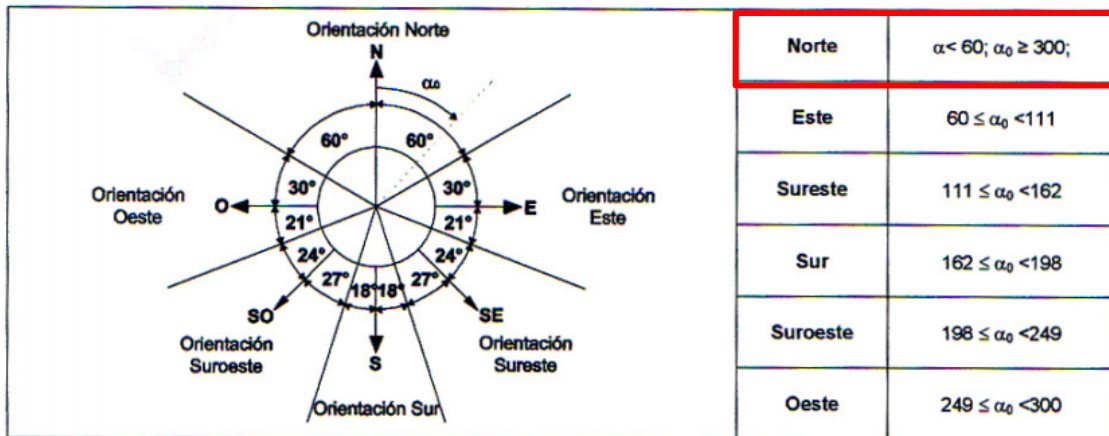 Orientación Norte
N
α₀
60° 60°
30° 30°
Orientación
Oeste
O
E
Orientación
Este
21° 21°
24° 24°
27° 18° 18° 27°
SO
SE
Orientación
Suroeste
S
Orientación
Sureste
Orientación Sur
Norte α< 60; α₀ ≥ 300;
Este 60 ≤ α₀ <111
Sureste 111 ≤ α₀ <162
Sur 162 ≤ α₀ <198
Suroeste 198 ≤ α₀ <249
Oeste 249 ≤ α₀ <300